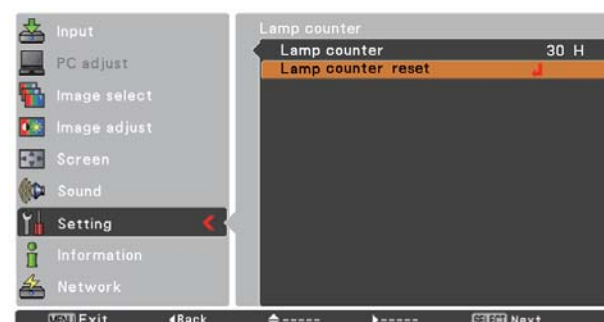 Input
PC adjust
Image select
Image adjust
Screen
Sound
Setting
Information
Network
Lamp counter
Lamp counter 30 H
Lamp counter reset
MENU Exit ◀Back ◆----- ▶----- SELECT Next